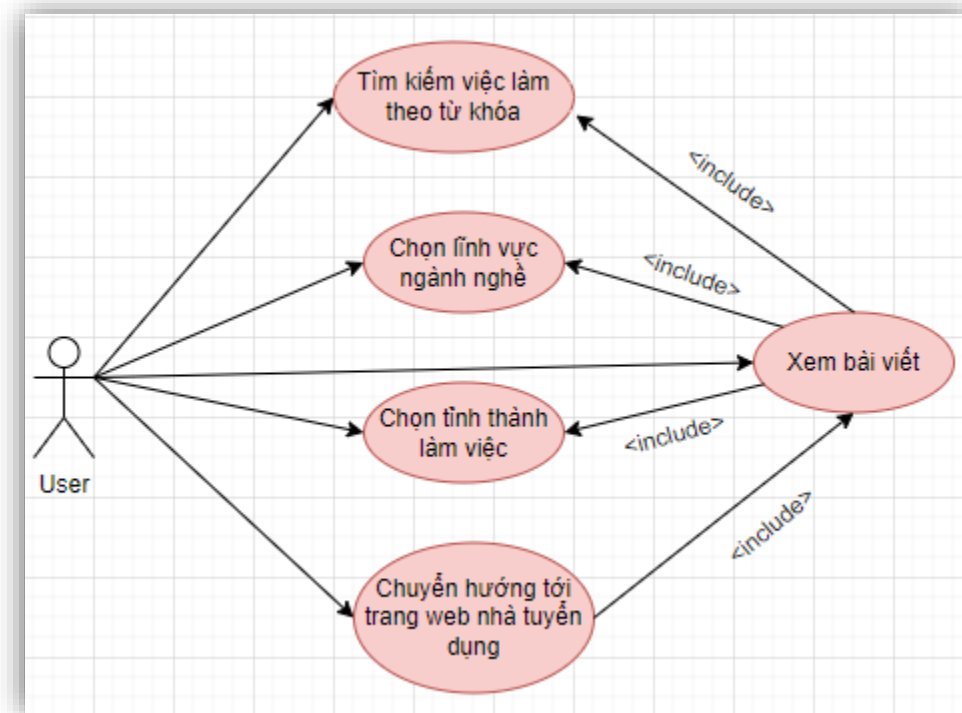 Tìm kiếm việc làm
theo từ khóa
<include>
Chọn lĩnh vực
ngành nghề
<include>
Xem bài viết
Chọn tỉnh thành
làm việc
<include>
User
<include>
Chuyển hướng tới
trang web nhà tuyển
dụng